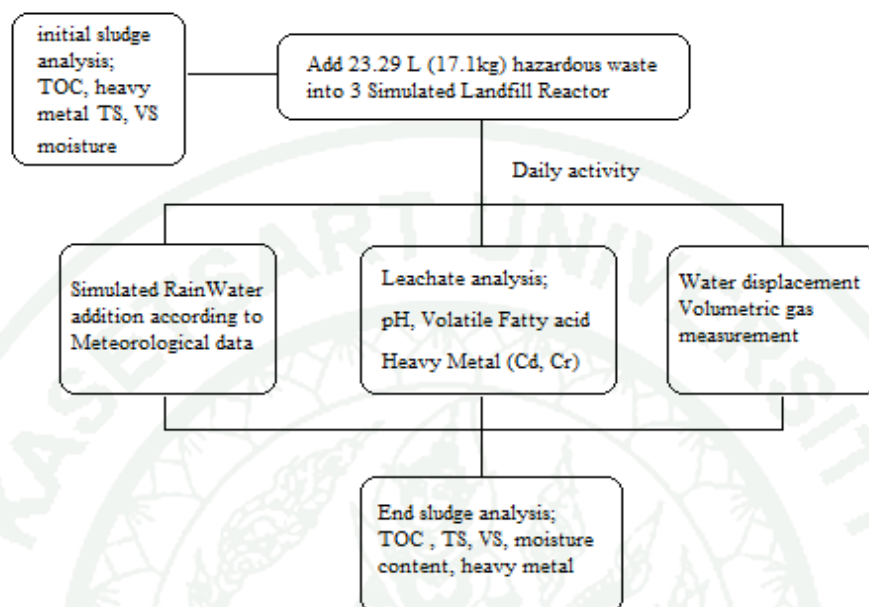 initial sludge
analysis;
TOC, heavy
metal TS, VS
moisture
Add 23.29 L (17.1kg) hazardous waste
into 3 Simulated Landfill Reactor
Daily activity
Simulated RainWater
addition according to
Meteorological data
Leachate analysis;
pH, Volatile Fatty acid
Heavy Metal (Cd, Cr)
Water displacement
Volumetric gas
measurement
End sludge analysis;
TOC , TS, VS, moisture
content, heavy metal
KASETSART UNIVERSIT